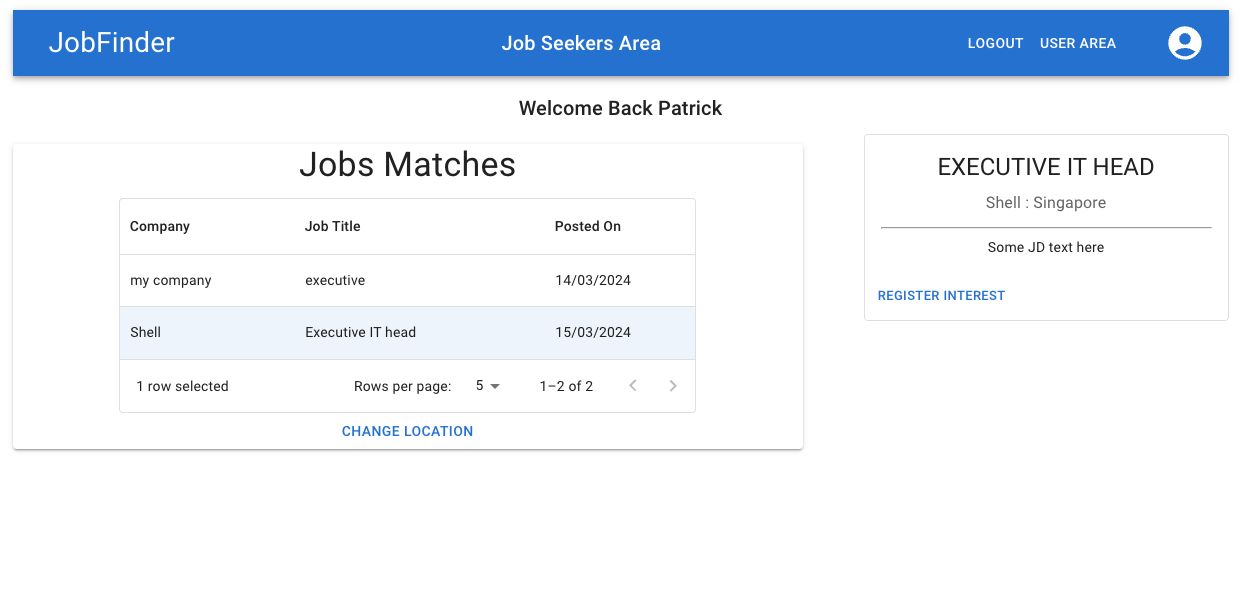 JobFinder Job Seekers Area LOGOUT USER AREA
Welcome Back Patrick
Jobs Matches
Company Job Title Posted On
my company executive 14/03/2024
Shell Executive IT head 15/03/2024
1 row selected Rows per page: 5 1–2 of 2
CHANGE LOCATION
EXECUTIVE IT HEAD
Shell : Singapore
Some JD text here
REGISTER INTEREST